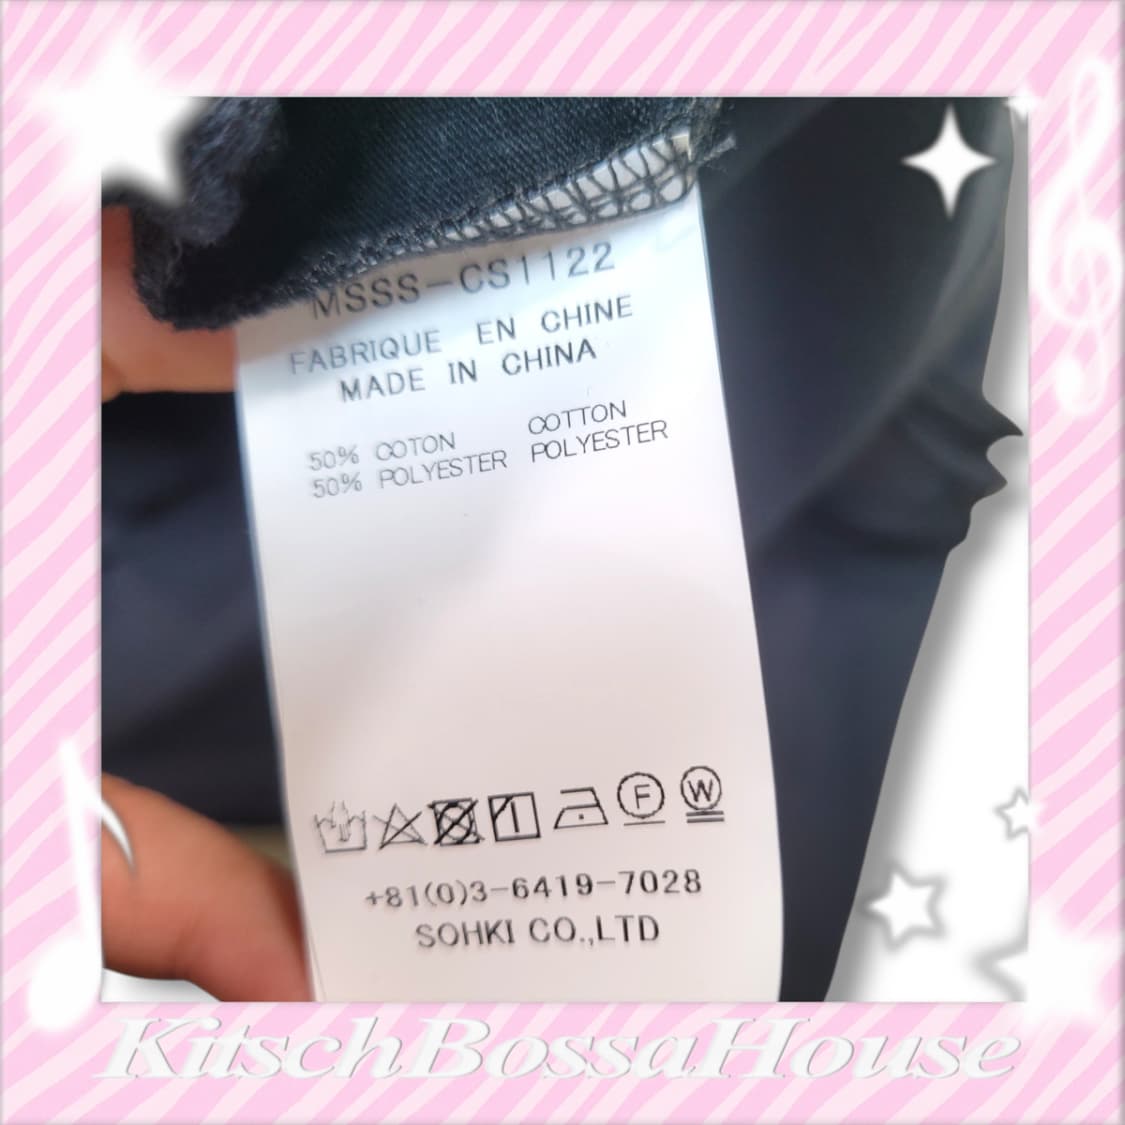 MSSS-CS1122
FABRIQUE EN CHINE
MADE IN CHINA
50% COTON COTTON
50% POLYESTER POLYESTER
F W
+81(0)3-6419-7028
SOHKI CO.,LTD
KitschBossaHouse